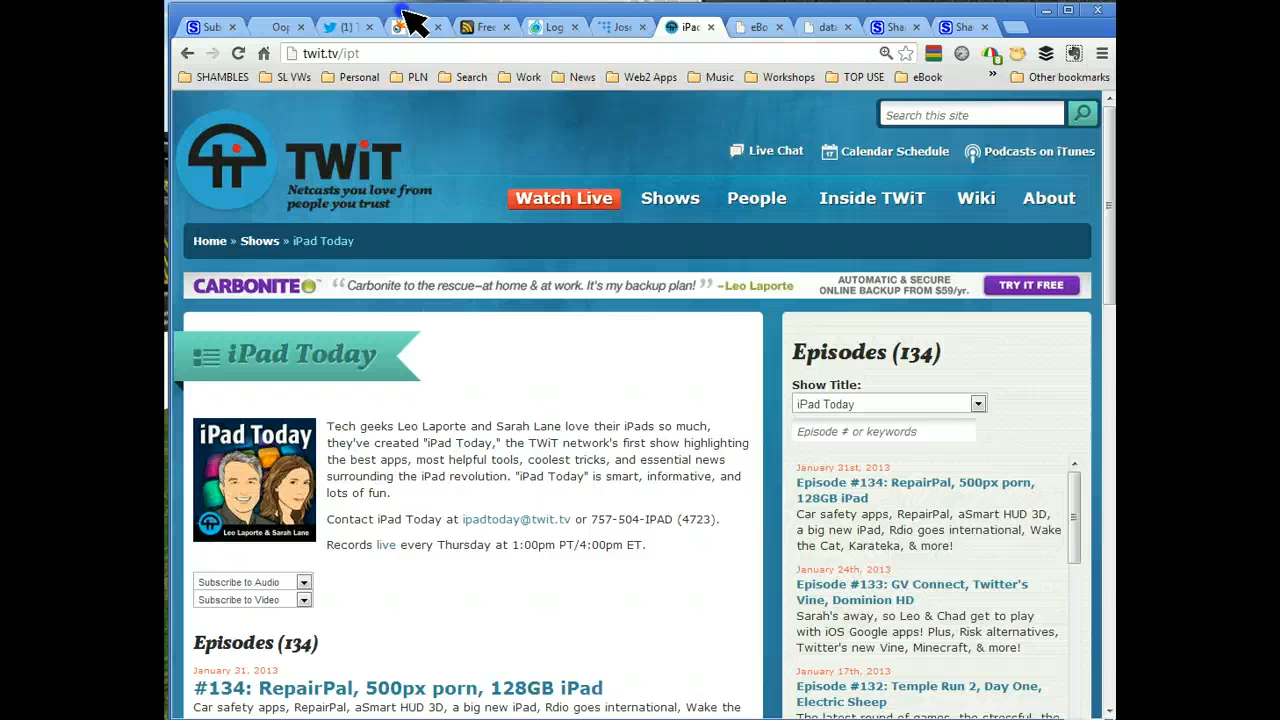 Sub
Oop
(1) T
Free
Log
Jos
iPad
eBo
data
Sha
Sha
twit.tv/ipt
SHAMBLES
SL VWs
Personal
PLN
Search
Work
News
Web2 Apps
Music
Workshops
TOP USE
eBook
»
Other bookmarks
Search this site
TWiT
Netcasts you love from
people you trust
Live Chat
17 Calendar Schedule
Podcasts on iTunes
Watch Live
Shows
People
Inside TWiT
Wiki
About
Home » Shows » iPad Today
CARBONITE™ “Carbonite to the rescue–at home & at work. It's my backup plan!” –Leo Laporte
AUTOMATIC & SECURE
ONLINE BACKUP FROM $59/yr.
TRY IT FREE
iPad Today
iPad Today
Leo Laporte & Sarah Lane
Tech geeks Leo Laporte and Sarah Lane love their iPads so much,
they've created "iPad Today," the TWiT network's first show highlighting
the best apps, most helpful tools, coolest tricks, and essential news
surrounding the iPad revolution. "iPad Today" is smart, informative, and
lots of fun.
Contact iPad Today at ipadtoday@twit.tv or 757-504-IPAD (4723).
Records live every Thursday at 1:00pm PT/4:00pm ET.
Subscribe to Audio
Subscribe to Video
Episodes (134)
January 31, 2013
#134: RepairPal, 500px porn, 128GB iPad
Car safety apps, RepairPal, aSmart HUD 3D, a big new iPad, Rdio goes international, Wake the
Episodes (134)
Show Title:
iPad Today
Episode # or keywords
January 31st, 2013
Episode #134: RepairPal, 500px porn,
128GB iPad
Car safety apps, RepairPal, aSmart HUD 3D,
a big new iPad, Rdio goes international, Wake
the Cat, Karateka, & more!
January 24th, 2013
Episode #133: GV Connect, Twitter's
Vine, Dominion HD
Sarah's away, so Leo & Chad get to play
with iOS Google apps! Plus, Risk alternatives,
Twitter's new Vine, Minecraft, & more!
January 17th, 2013
Episode #132: Temple Run 2, Day One,
Electric Sheep
The latest round of games, the stressful, the